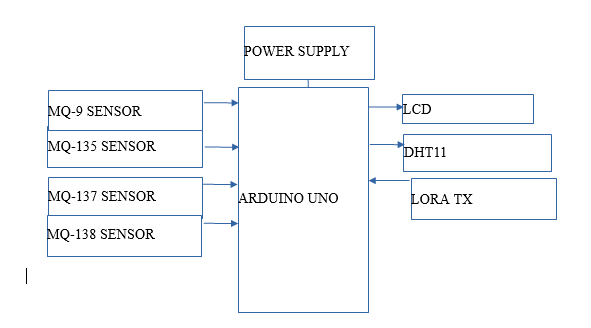 POWER SUPPLY
MQ-9 SENSOR
MQ-135 SENSOR
MQ-137 SENSOR
MQ-138 SENSOR
ARDUINO UNO
LCD
DHT11
LORA TX